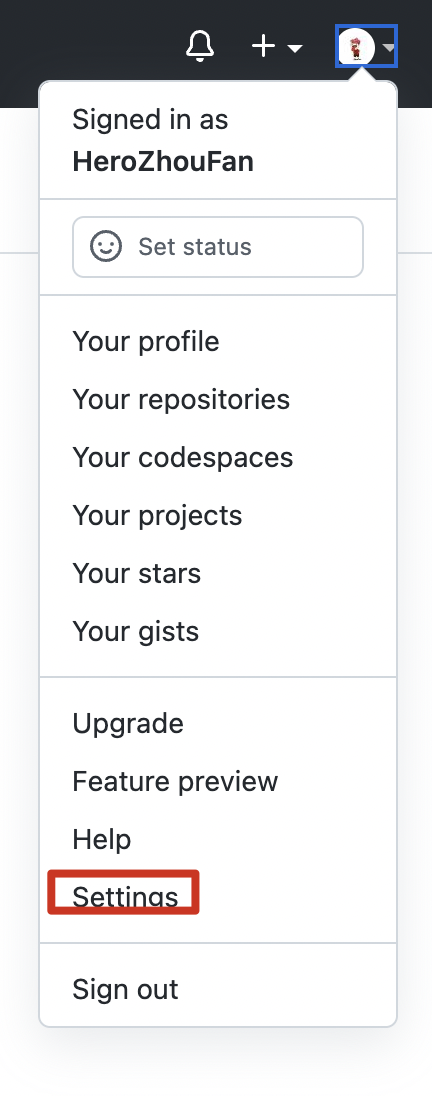 Signed in as
HeroZhouFan
Set status
Your profile
Your repositories
Your codespaces
Your projects
Your stars
Your gists
Upgrade
Feature preview
Help
Settings
Sign out